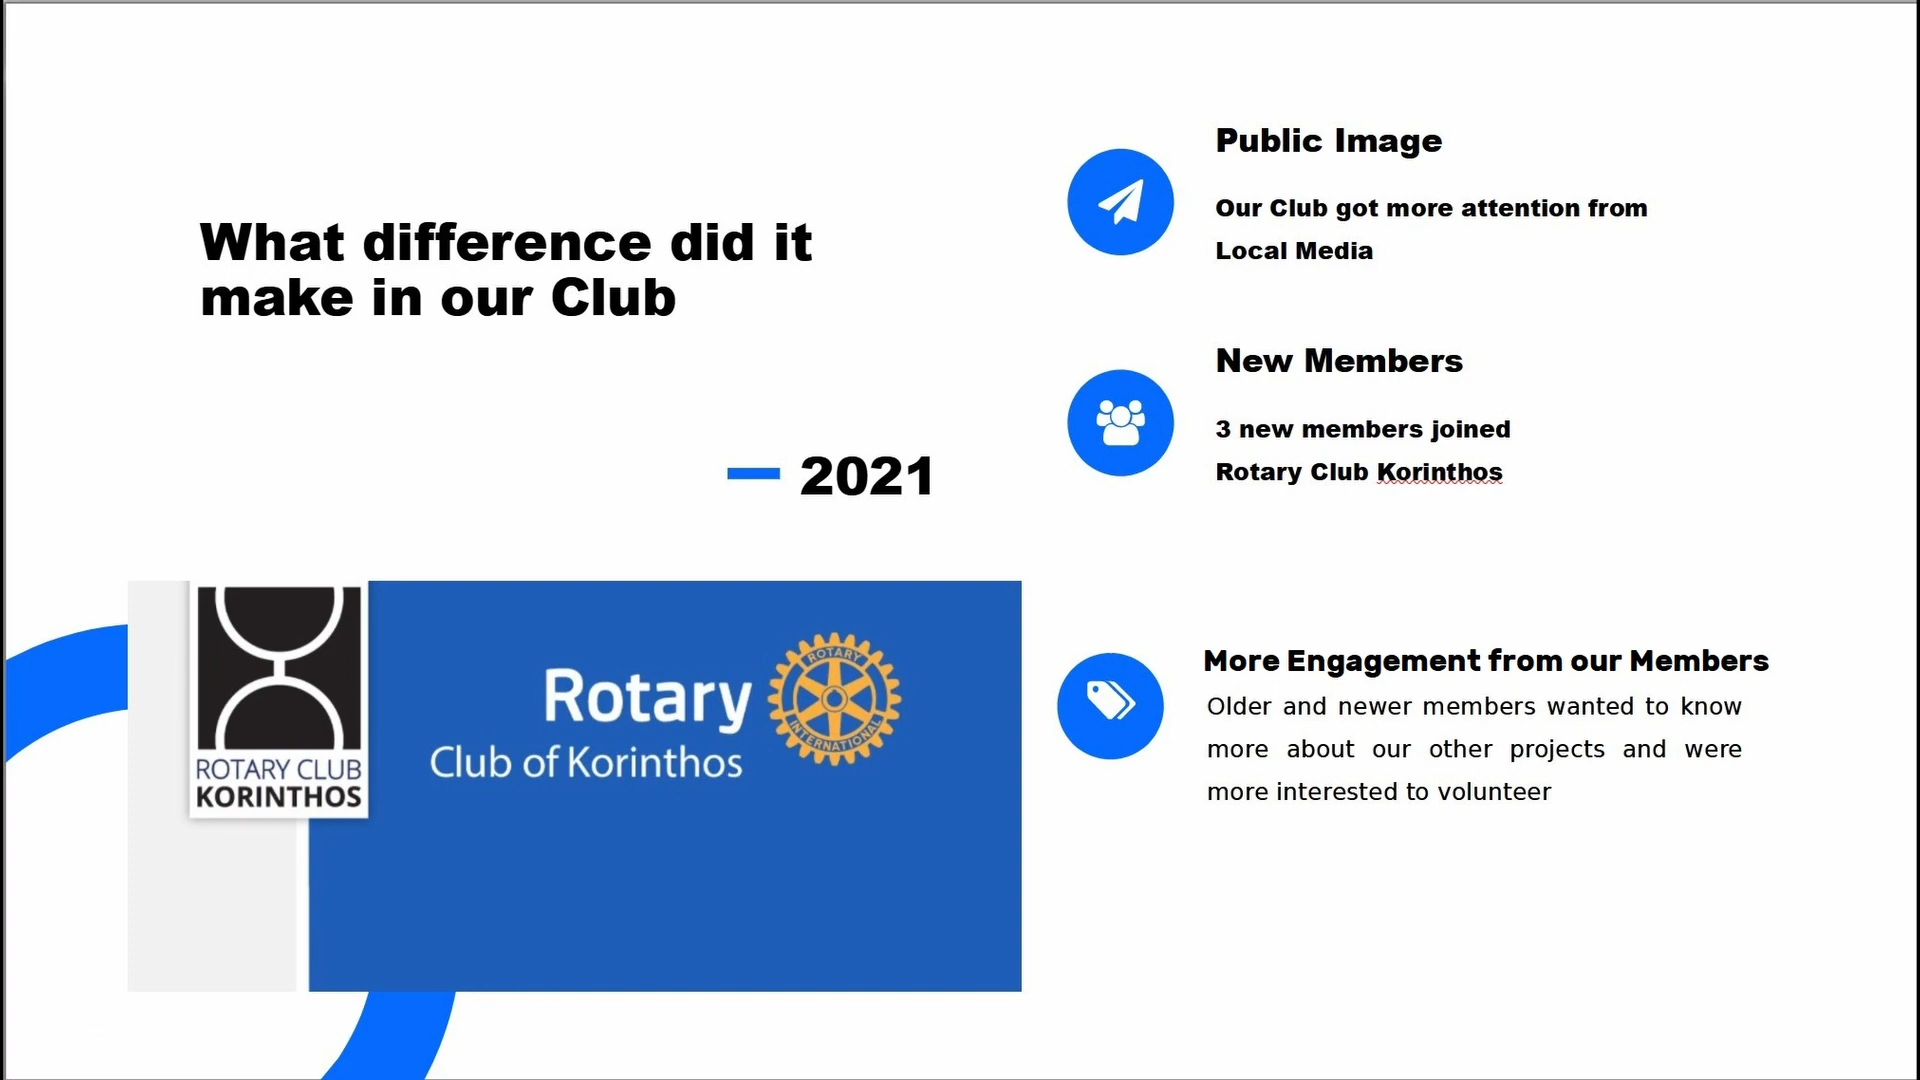 What difference did it
make in our Club
2021
ROTARY CLUB
KORINTHOS
Rotary
Club of Korinthos
ROTARY
INTERNATIONAL
Public Image
Our Club got more attention from
Local Media
New Members
3 new members joined
Rotary Club Korinthos
More Engagement from our Members
Older and newer members wanted to know
more about our other projects and were
more interested to volunteer